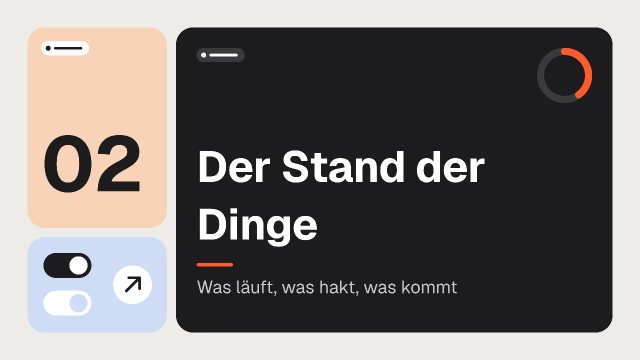 02
Der Stand der
Dinge
Was läuft, was hakt, was kommt